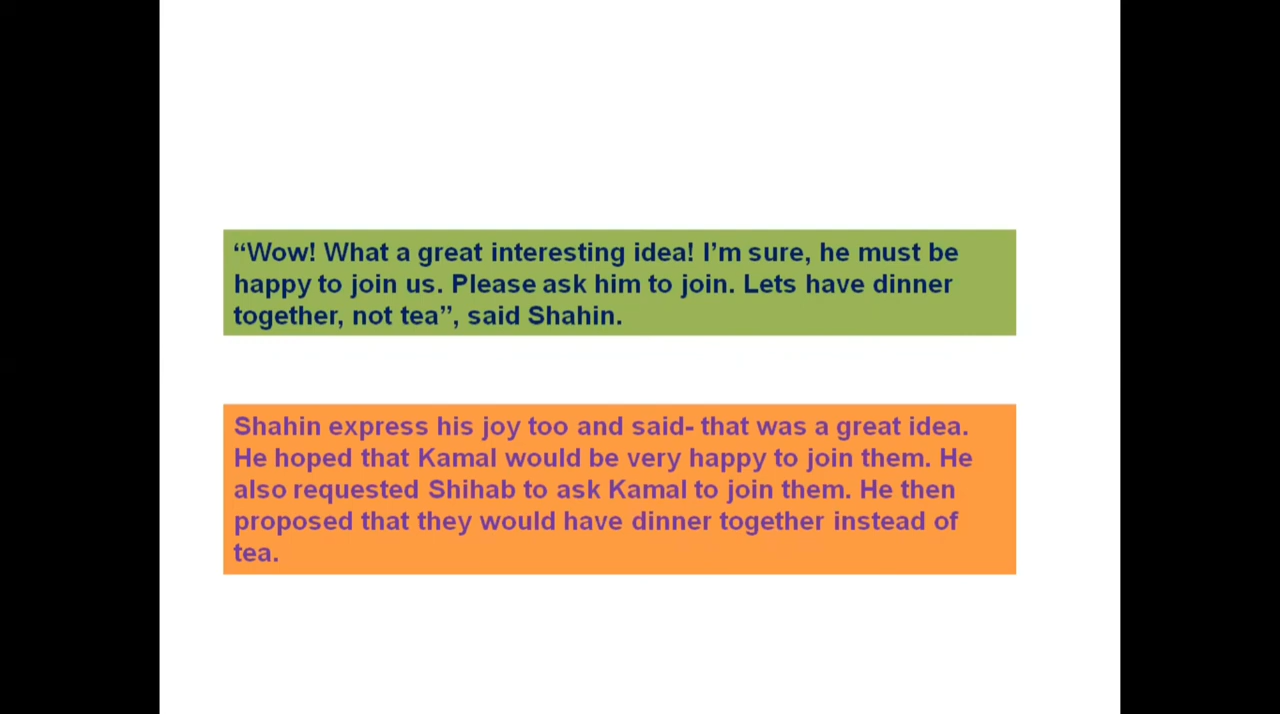 “Wow! What a great interesting idea! I’m sure, he must be
happy to join us. Please ask him to join. Lets have dinner
together, not tea”, said Shahin.
Shahin express his joy too and said- that was a great idea.
He hoped that Kamal would be very happy to join them. He
also requested Shihab to ask Kamal to join them. He then
proposed that they would have dinner together instead of
tea.